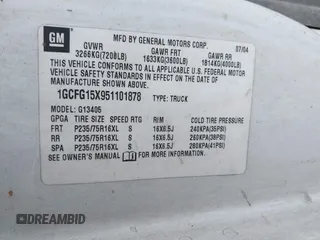 GM
MFD BY GENERAL MOTORS CORP. 07/04
GVWR GAWR FRT GAWR RR
3266KG(7200LB) 1633KG(3600LB) 1814KG(4000LB)
THIS VEHICLE CONFORMS TO ALL APPLICABLE U.S. FEDERAL
MOTOR VEHICLE SAFETY STANDARDS IN EFFECT ON THE DATE
OF MANUFACTURE SHOWN ABOVE.
1GCFG15X951101878 TYPE: TRUCK
MODEL: G13405
GPGA TIRE SIZE SPEED RTG RIM COLD TIRE PRESSURE
FRT P235/75R16XL S 16X6.5J 240KPA(35PSI)
RR P235/75R16XL S 16X6.5J 260KPA(38PSI)
SPA P235/75R16XL S 16X6.5J 280KPA(41PSI)
SEE OWNER'S MANUAL FOR MORE INFORMATION.
DREAMBID